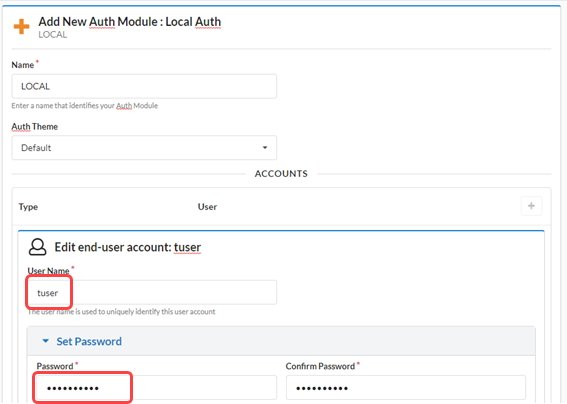 Add New Auth Module : Local Auth
LOCAL
Name *
LOCAL
Enter a name that identifies your Auth Module
Auth Theme
Default
ACCOUNTS
Type User
Edit end-user account: tuser
User Name *
tuser
The user name is used to uniquely identify this user account
Set Password
Password * Confirm Password *
•••••••••• ••••••••••